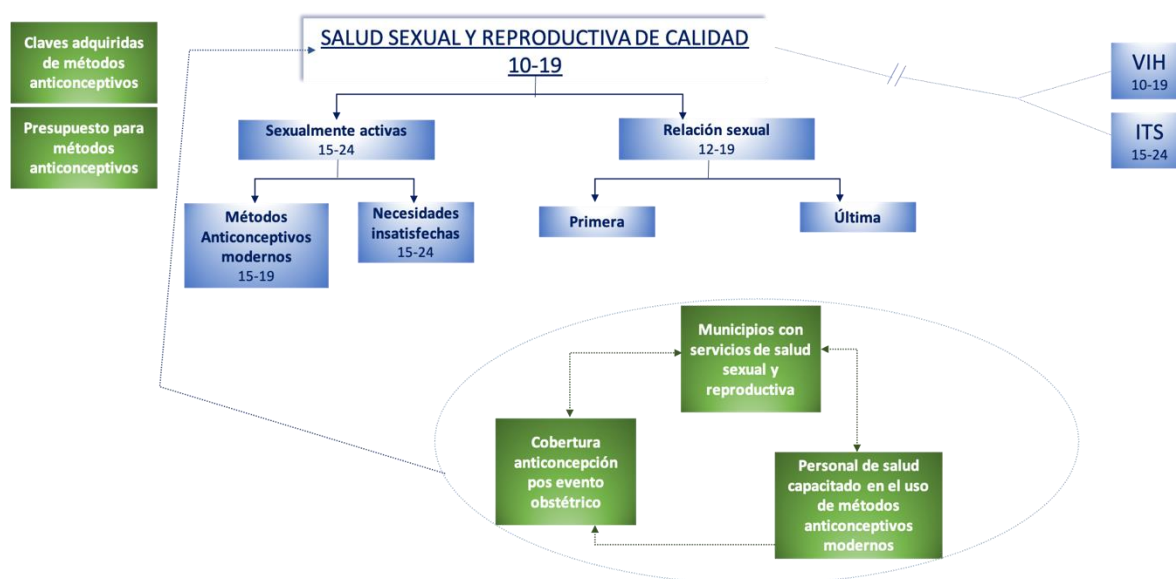 Claves adquiridas
de métodos
anticonceptivos
Presupuesto para
métodos
anticonceptivos
SALUD SEXUAL Y REPRODUCTIVA DE CALIDAD
10-19
VIH
10-19
ITS
15-24
Sexualmente activas
15-24
Relación sexual
12-19
Métodos
Anticonceptivos
modernos
15-19
Necesidades
insatisfechas
15-24
Primera
Última
Municipios con
servicios de salud
sexual y
reproductiva
Cobertura
anticoncepción
pos evento
obstétrico
Personal de salud
capacitado en el uso
de métodos
anticonceptivos
modernos